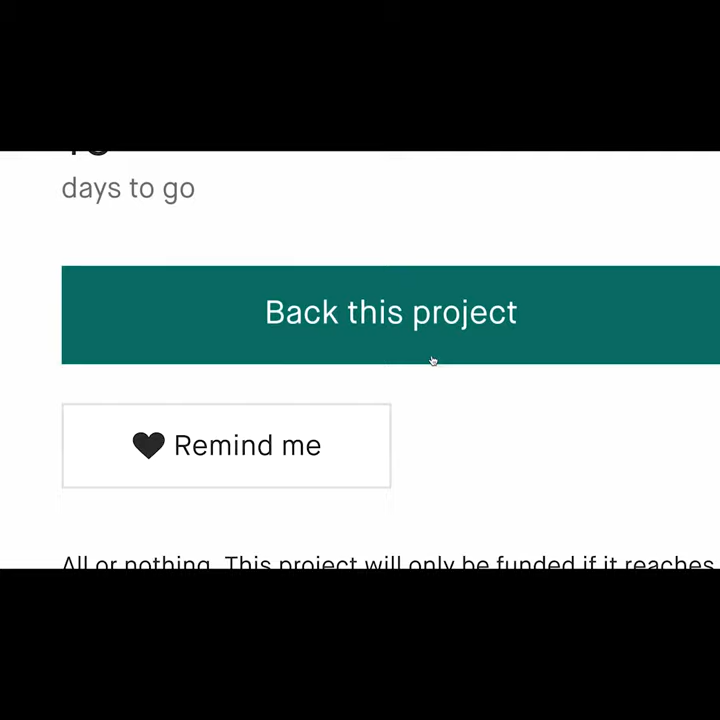 days to go
Back this project
Remind me
All or nothing. This project will only be funded if it reaches